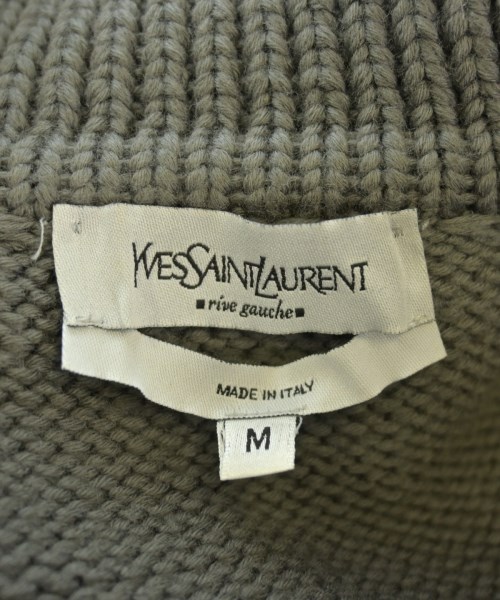 YVESSAINTLAURENT
rive gauche
MADE IN ITALY
M